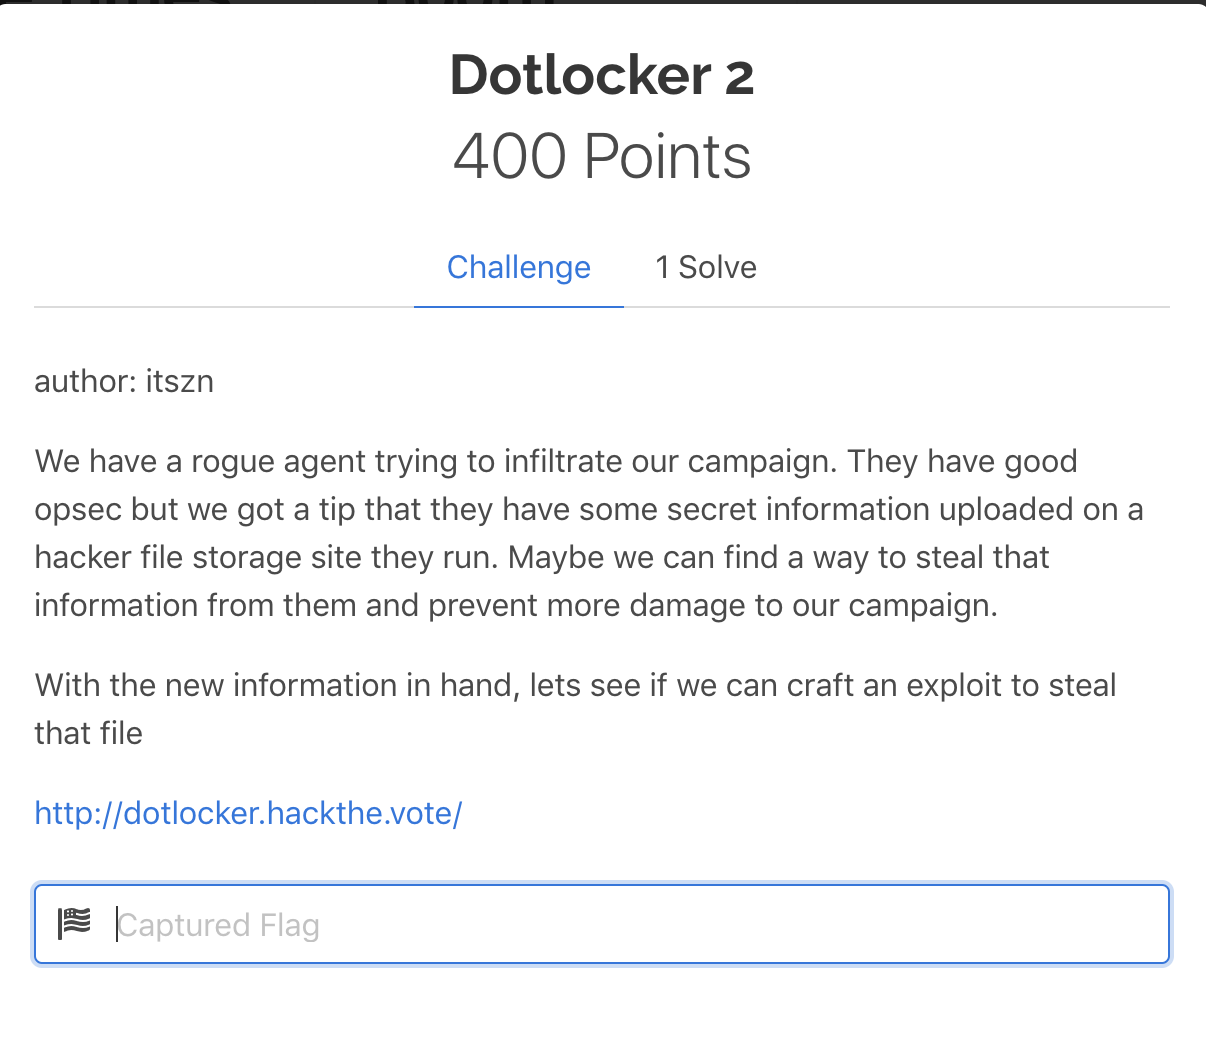 Dotlocker 2
400 Points
Challenge
1 Solve
author: itszn
We have a rogue agent trying to infiltrate our campaign. They have good
opsec but we got a tip that they have some secret information uploaded on a
hacker file storage site they run. Maybe we can find a way to steal that
information from them and prevent more damage to our campaign.
With the new information in hand, lets see if we can craft an exploit to steal
that file
http://dotlocker.hackthe.vote/
Captured Flag